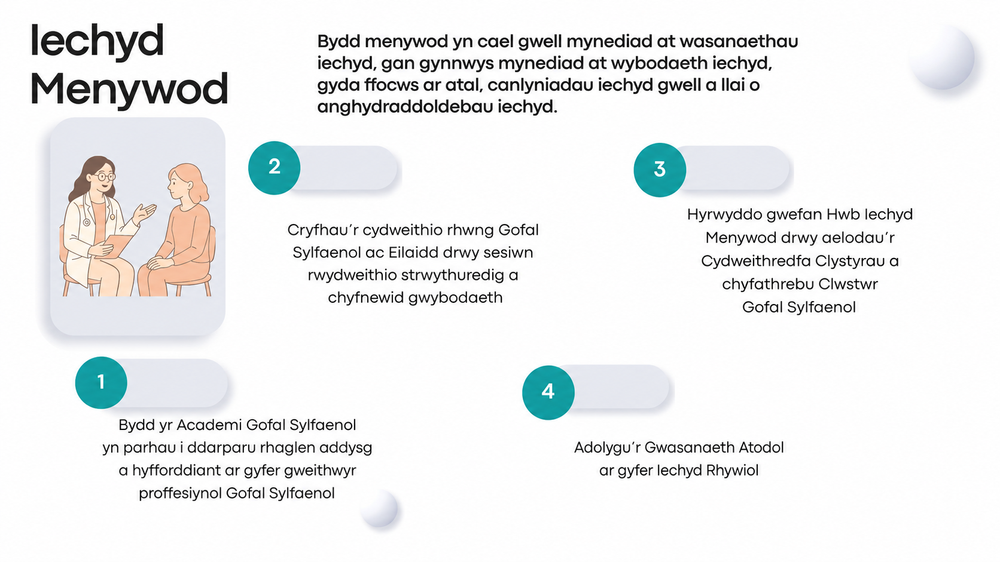 Iechyd
Menywod
Bydd menywod yn cael gwell mynediad at wasanaethau
iechyd, gan gynnwys mynediad at wybodaeth iechyd,
gyda ffocws ar atal, canlyniadau iechyd gwell a llai o
anghydraddoldebau iechyd.
1
Bydd yr Academi Gofal Sylfaenol
yn parhau i ddarparu rhaglen addysg
a hyfforddiant ar gyfer gweithwyr
proffesiynol Gofal Sylfaenol
2
Cryfhau’r cydweithio rhwng Gofal
Sylfaenol ac Eilaidd drwy sesiwn
rwydweithio strwythuredig a
chyfnewid gwybodaeth
3
Hyrwyddo gwefan Hwb Iechyd
Menywod drwy aelodau’r
Cydweithredfa Clystyrau a
chyfathrebu Clwstwr
Gofal Sylfaenol
4
Adolygu’r Gwasanaeth Atodol
ar gyfer Iechyd Rhywiol